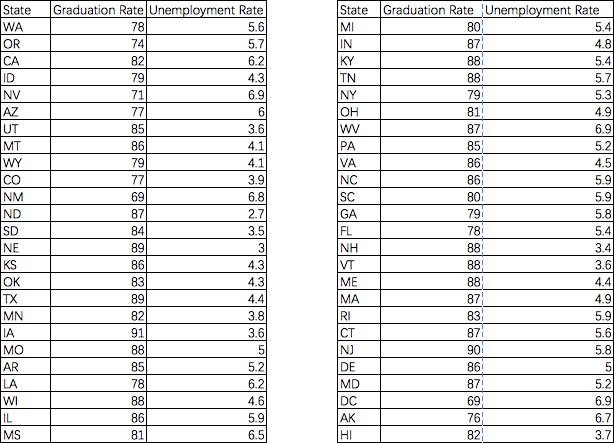 State Graduation Rate Unemployment Rate
WA 78 5.6
OR 74 5.7
CA 82 6.2
ID 79 4.3
NV 71 6.9
AZ 77 6
UT 85 3.6
MT 86 4.1
WY 79 4.1
CO 77 3.9
NM 69 6.8
ND 87 2.7
SD 84 3.5
NE 89 3
KS 86 4.3
OK 83 4.3
TX 89 4.4
MN 82 3.8
IA 91 3.6
MO 88 5
AR 85 5.2
LA 78 6.2
WI 88 4.6
IL 86 5.9
MS 81 6.5
State Graduation Rate Unemployment Rate
MI 80 5.4
IN 87 4.8
KY 88 5.4
TN 88 5.7
NY 79 5.3
OH 81 4.9
WV 87 6.9
PA 85 5.2
VA 86 4.5
NC 86 5.9
SC 80 5.9
GA 79 5.8
FL 78 5.4
NH 88 3.4
VT 88 3.6
ME 88 4.4
MA 87 4.9
RI 83 5.9
CT 87 5.6
NJ 90 5.8
DE 86 5
MD 87 5.2
DC 69 6.9
AK 76 6.7
HI 82 3.7